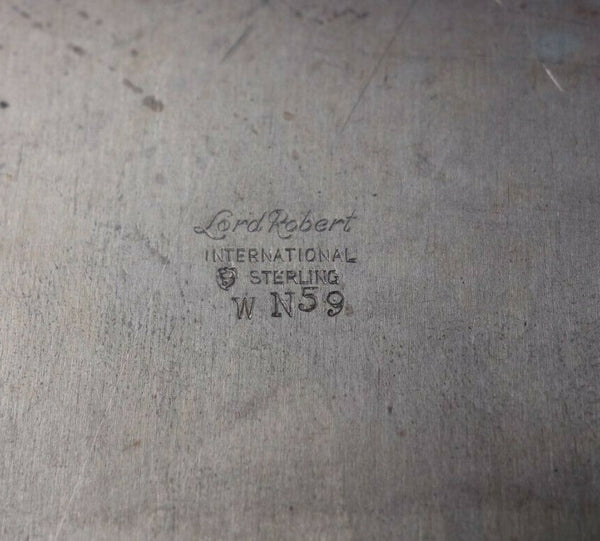 Lord Robert
INTERNATIONAL
STERLING
W N59